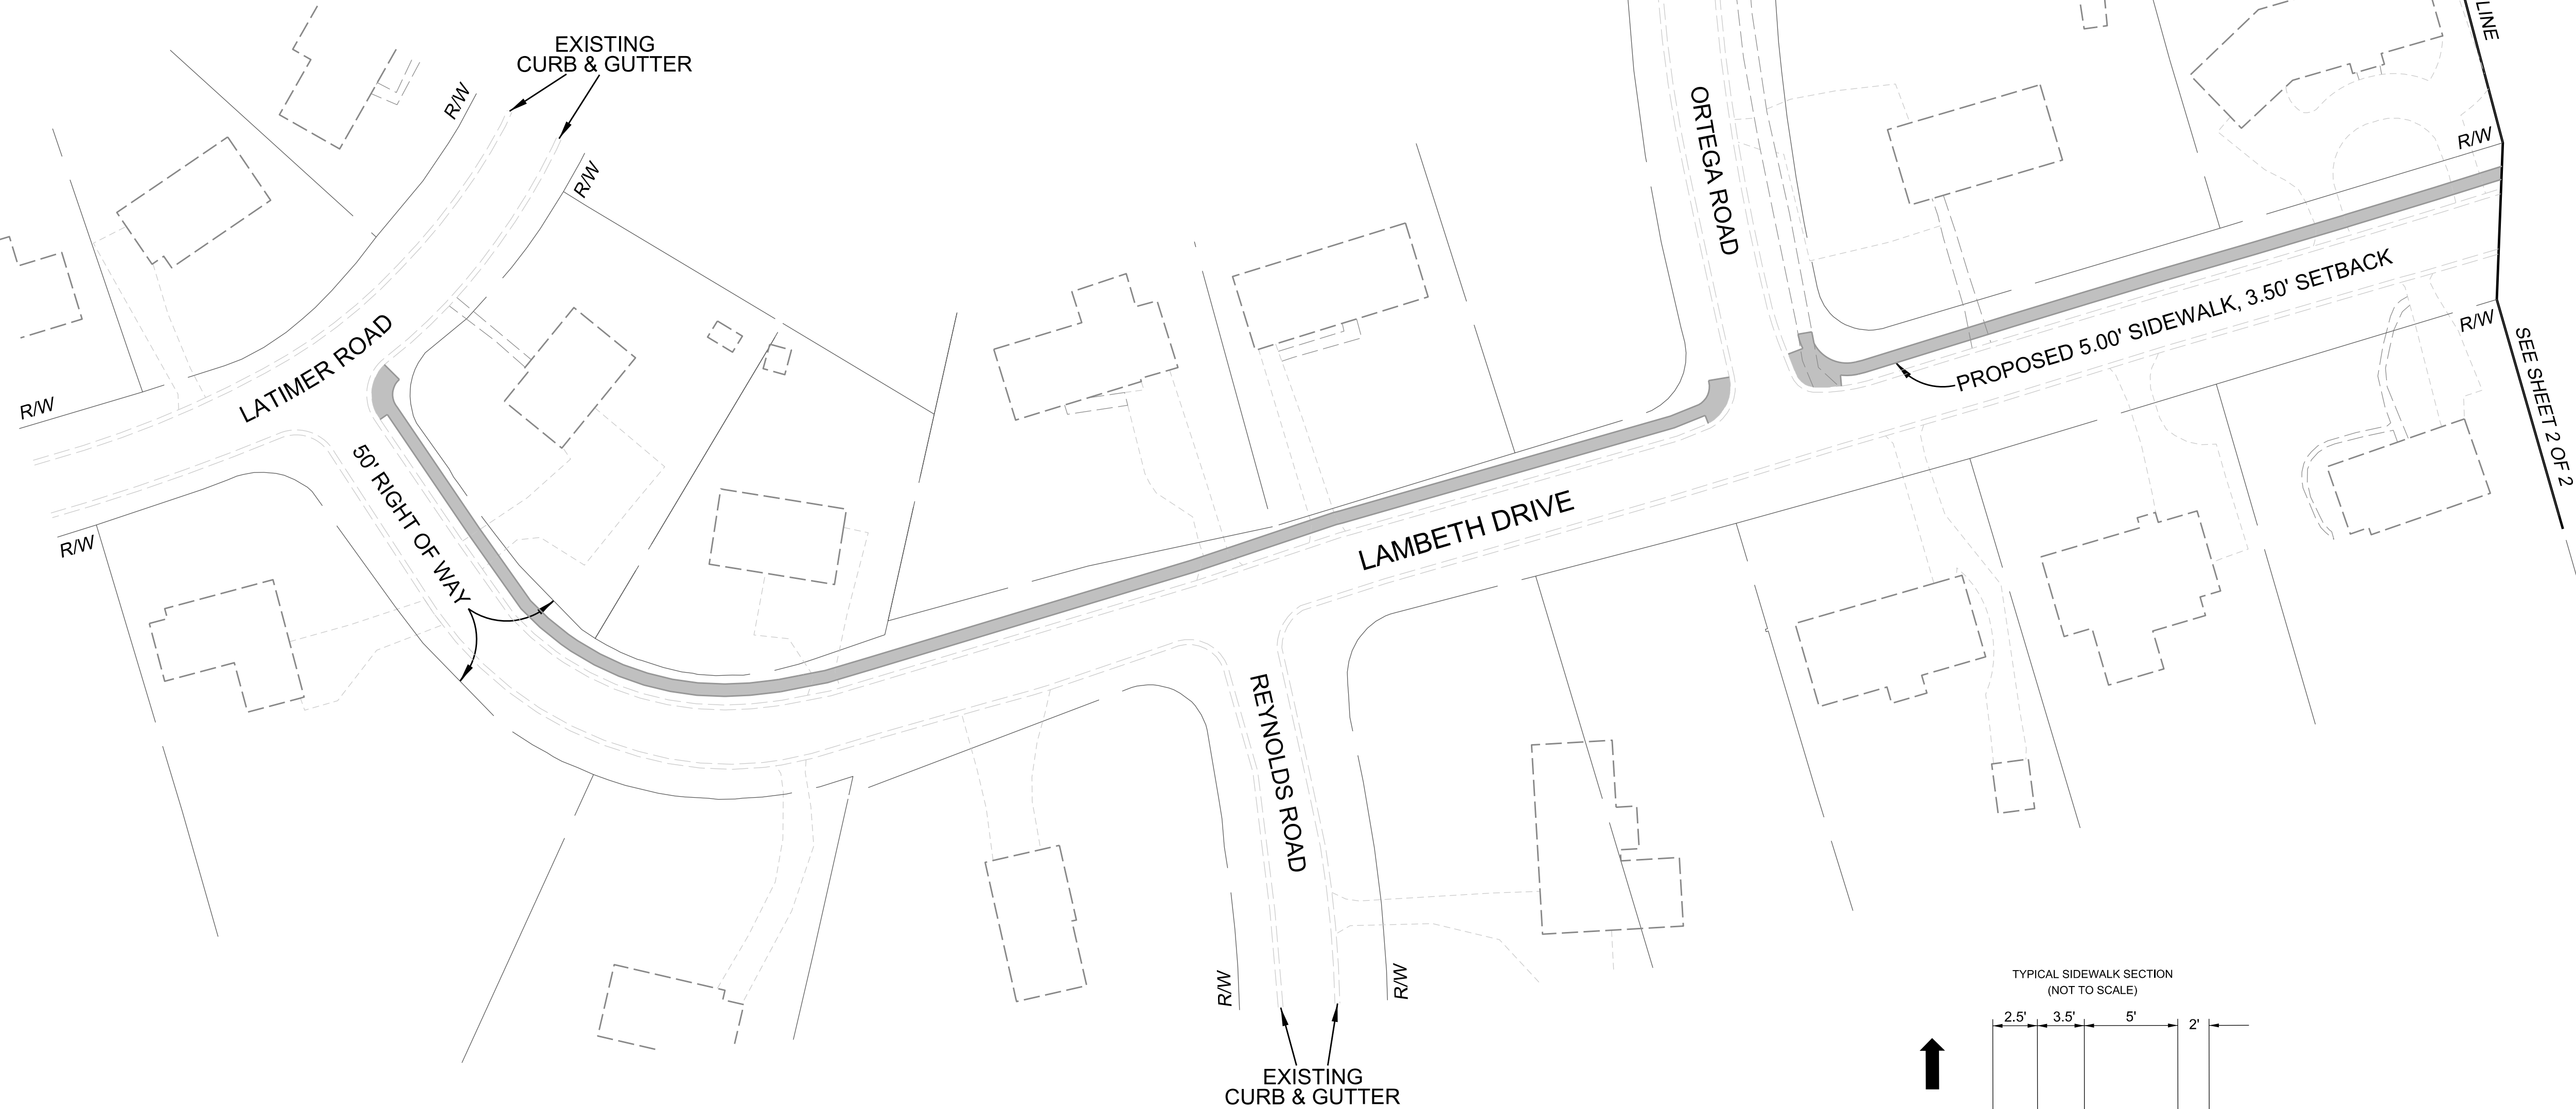 EXISTING
CURB & GUTTER
LINE
R/W
R/W
ORTEGA ROAD
R/W
LATIMER ROAD
R/W
PROPOSED 5.00' SIDEWALK, 3.50' SETBACK
R/W
SEE SHEET 2 OF 2
50' RIGHT OF WAY
R/W
LAMBETH DRIVE
REYNOLDS ROAD
R/W
R/W
EXISTING
CURB & GUTTER
TYPICAL SIDEWALK SECTION
(NOT TO SCALE)
2.5' 3.5' 5' 2'